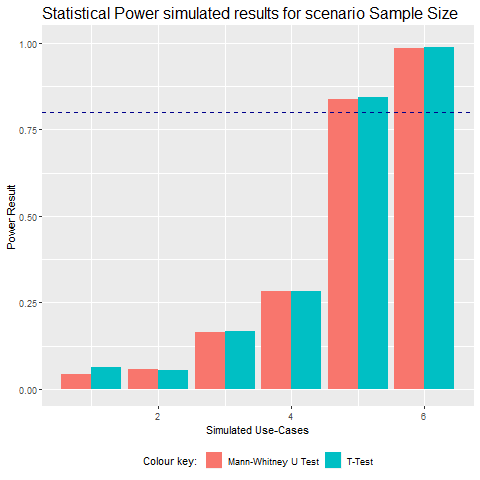 Statistical Power simulated results for scenario Sample Size
1.00
0.75
0.50
0.25
0.00
Power Result
2 4 6
Simulated Use-Cases
Colour key: Mann-Whitney U Test T-Test